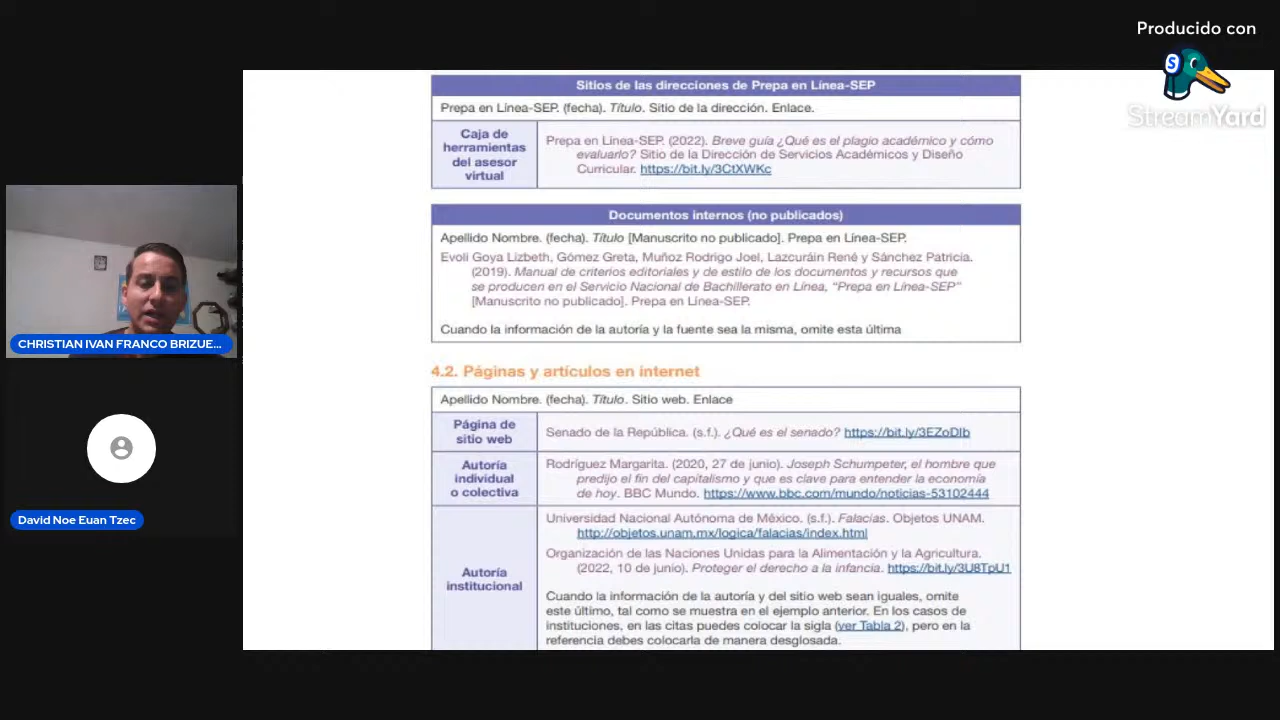 Producido con
StreamYard
Sitios de las direcciones de Prepa en Línea-SEP
Prepa en Línea-SEP. (fecha). Título. Sitio de la dirección. Enlace.
Caja de
herramientas
del asesor
virtual
Prepa en Línea-SEP. (2022). Breve guía ¿Qué es el plagio académico y cómo
evaluarlo? Sitio de la Dirección de Servicios Académicos y Diseño
Curricular. https://bit.ly/3CtXWKc
Documentos internos (no publicados)
Apellido Nombre. (fecha). Título [Manuscrito no publicado]. Prepa en Línea-SEP.
Evoli Goya Lizbeth, Gómez Greta, Muñoz Rodrigo Joel, Lazcuráin René y Sánchez Patricia.
(2019). Manual de criterios editoriales y de estilo de los documentos y recursos que
se producen en el Servicio Nacional de Bachillerato en Línea, “Prepa en Línea-SEP”
[Manuscrito no publicado]. Prepa en Línea-SEP.
Cuando la información de la autoría y la fuente sea la misma, omite esta última
4.2. Páginas y artículos en internet
Apellido Nombre. (fecha). Título. Sitio web. Enlace
Página de
sitio web
Senado de la República. (s.f.). ¿Qué es el senado? https://bit.ly/3EZoDIb
Autoría
individual
o colectiva
Rodríguez Margarita. (2020, 27 de junio). Joseph Schumpeter, el hombre que
predijo el fin del capitalismo y que es clave para entender la economía
de hoy. BBC Mundo. https://www.bbc.com/mundo/noticias-53102444
Autoría
institucional
Universidad Nacional Autónoma de México. (s.f.). Falacias. Objetos UNAM.
http://objetos.unam.mx/logica/falacias/index.html
Organización de las Naciones Unidas para la Alimentación y la Agricultura.
(2022, 10 de junio). Proteger el derecho a la infancia. https://bit.ly/3U8TpU1
Cuando la información de la autoría y del sitio web sean iguales, omite
este último, tal como se muestra en el ejemplo anterior. En los casos de
instituciones, en las citas puedes colocar la sigla (ver Tabla 2), pero en la
referencia debes colocarla de manera desglosada.
CHRISTIAN IVAN FRANCO BRIZUE...
David Noe Euan Tzec